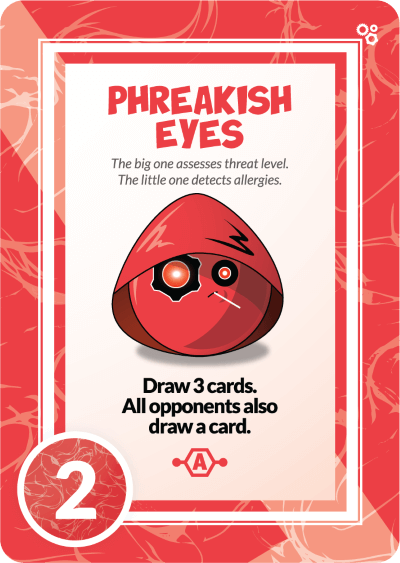 PHREAKISH
EYES
The big one assesses threat level.
The little one detects allergies.
Draw 3 cards.
All opponents also
draw a card.
A
2